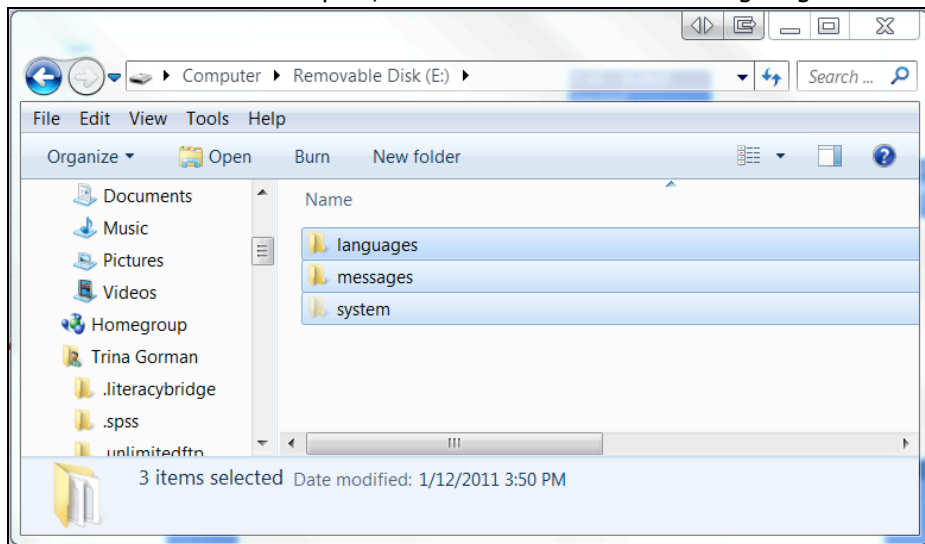 Computer Removable Disk (E:) Search ...
File Edit View Tools Help
Organize Open Burn New folder
Documents
Music
Pictures
Videos
Homegroup
Trina Gorman
.literacybridge
.spss
.unlimitedftp
Name
languages
messages
system
3 items selected Date modified: 1/12/2011 3:50 PM